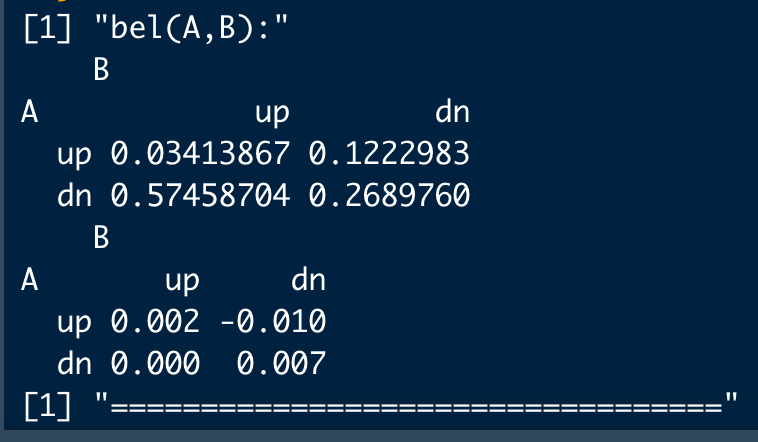 [1] "bel(A,B):"
    B
A            up        dn
  up 0.03413867 0.1222983
  dn 0.57458704 0.2689760
    B
A       up     dn
  up 0.002 -0.010
  dn 0.000  0.007
[1] "=================================="